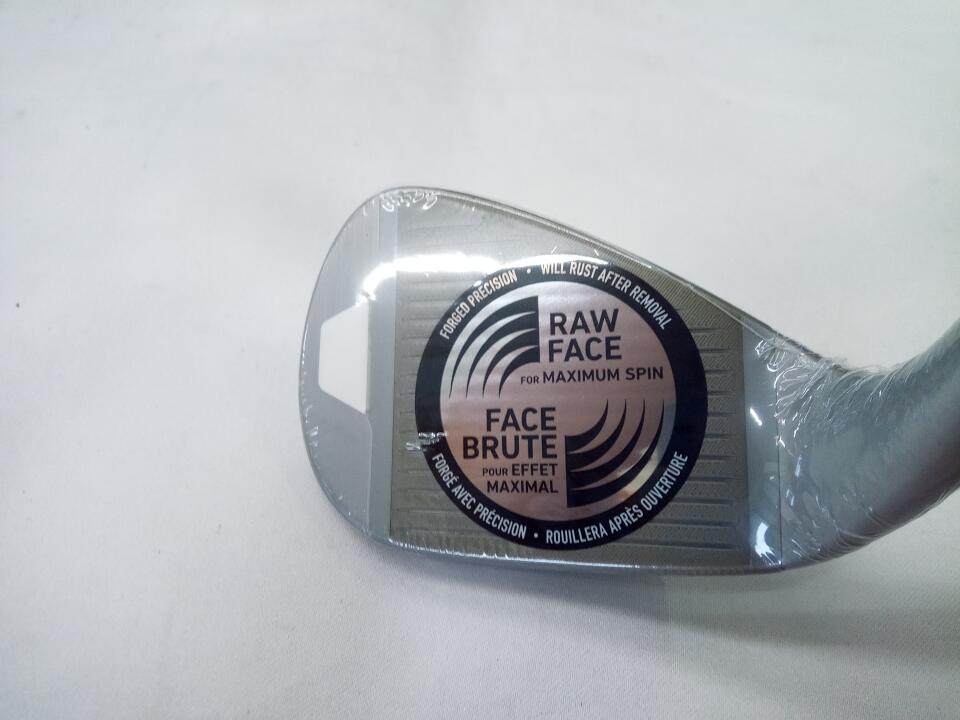 FORGED PRECISION • WILL RUST AFTER REMOVAL
RAW
FACE
FOR MAXIMUM SPIN
FACE
BRUTE
POUR EFFET
MAXIMAL
FORGÉ AVEC PRÉCISION • ROUILLERA APRÈS OUVERTURE